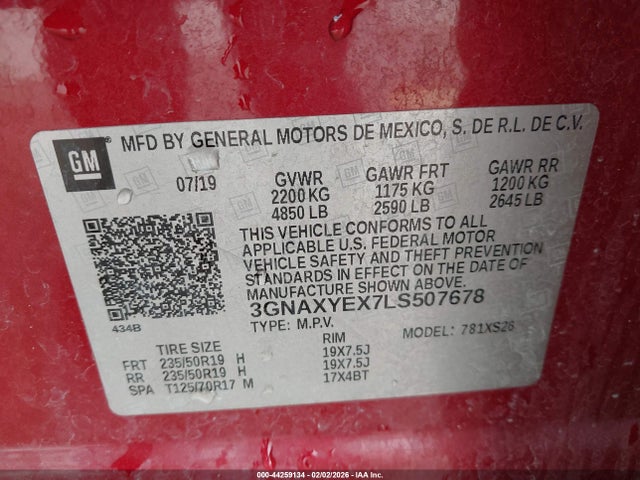 GM
MFD BY GENERAL MOTORS DE MEXICO, S. DE R.L. DE C.V.
07/19 GVWR GAWR FRT GAWR RR
2200 KG 1175 KG 1200 KG
4850 LB 2590 LB 2645 LB
THIS VEHICLE CONFORMS TO ALL
APPLICABLE U.S. FEDERAL MOTOR
VEHICLE SAFETY AND THEFT PREVENTION
STANDARDS IN EFFECT ON THE DATE OF
MANUFACTURE SHOWN ABOVE.
3GNAXYEX7LS507678
434B
TYPE: M.P.V. MODEL: 781XS26
TIRE SIZE RIM
FRT 235/50R19 H 19X7.5J
RR 235/50R19 H 19X7.5J
SPA T125/70R17 M 17X4BT
000-44259134 - 02/02/2026 - IAA Inc.